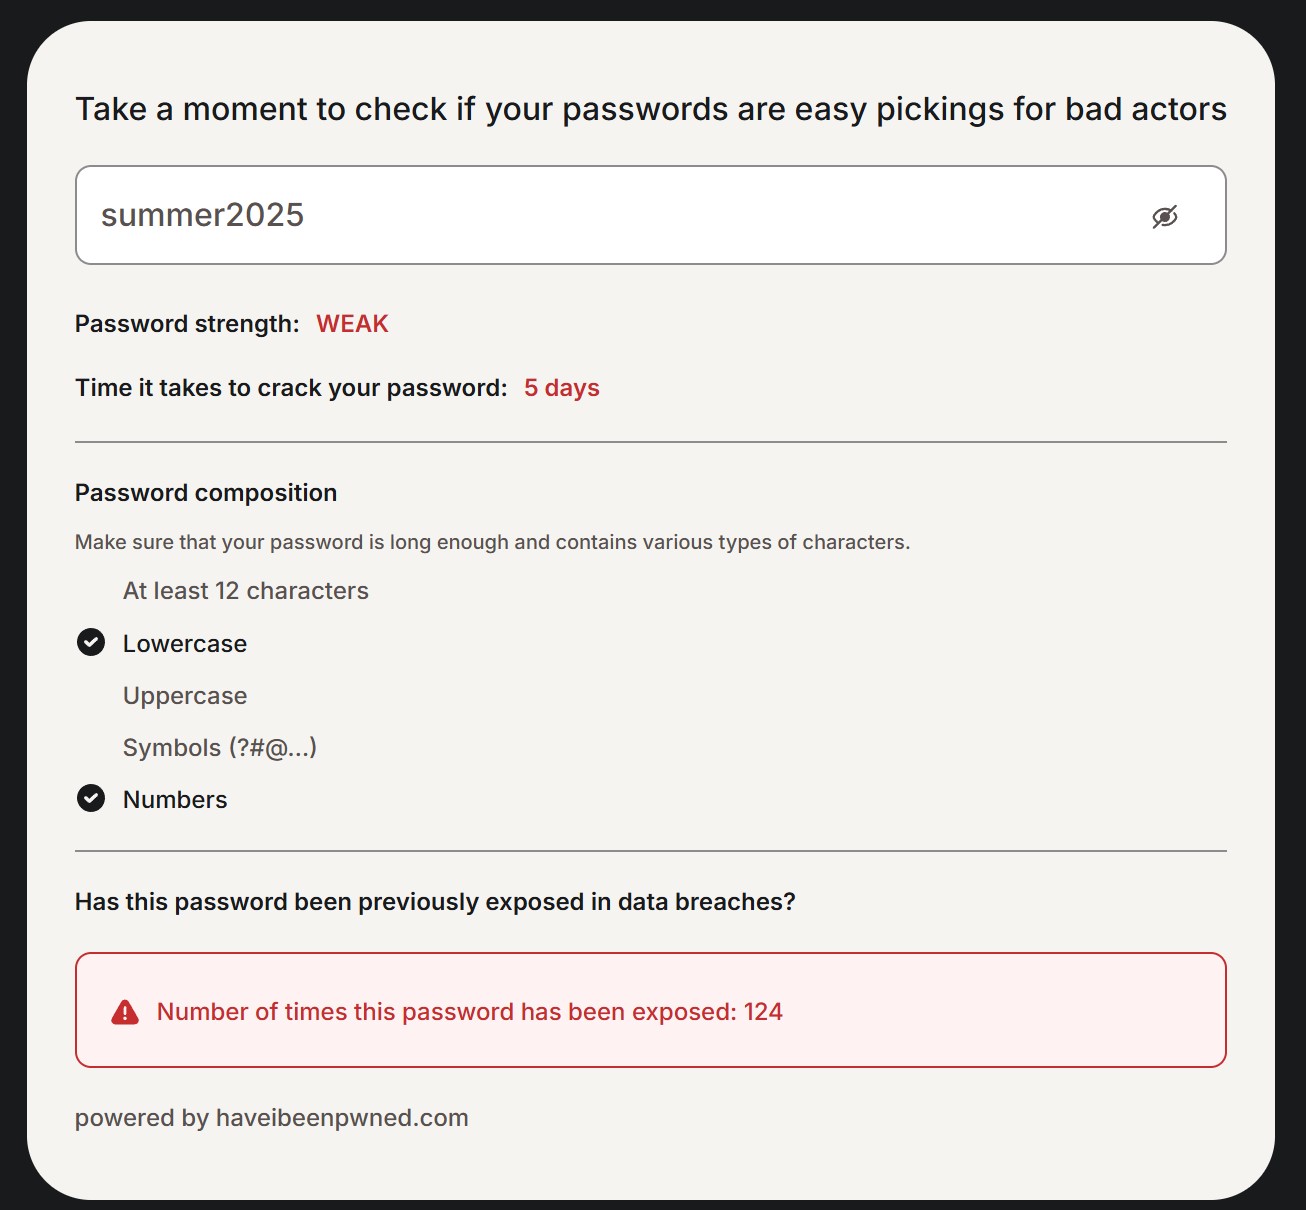 Take a moment to check if your passwords are easy pickings for bad actors
summer2025
Password strength: WEAK
Time it takes to crack your password: 5 days
Password composition
Make sure that your password is long enough and contains various types of characters.
At least 12 characters
Lowercase
Uppercase
Symbols (?#@...)
Numbers
Has this password been previously exposed in data breaches?
Number of times this password has been exposed: 124
powered by haveibeenpwned.com